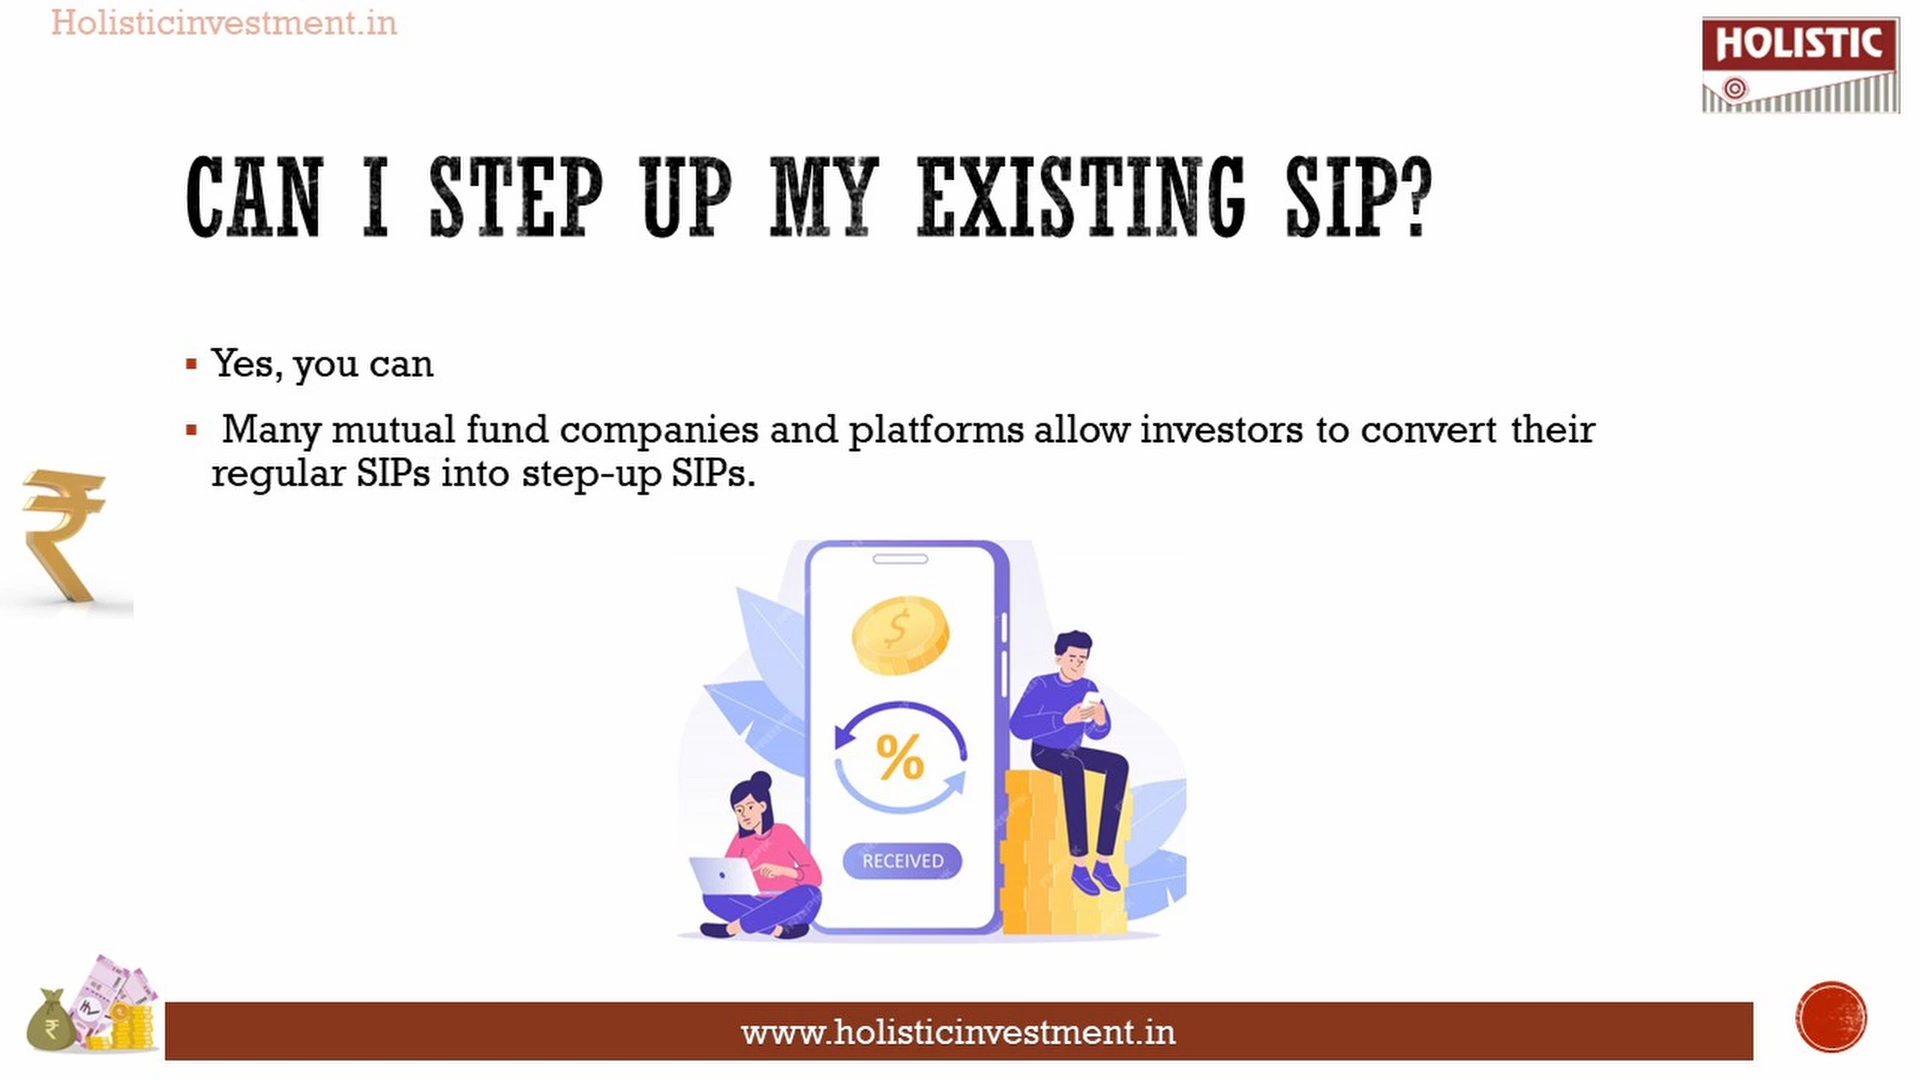 Holisticinvestment.in
HOLISTIC
CAN I STEP UP MY EXISTING SIP?
▪ Yes, you can
▪ Many mutual fund companies and platforms allow investors to convert their
regular SIPs into step-up SIPs.
₹
$
%
RECEIVED
₹
www.holisticinvestment.in